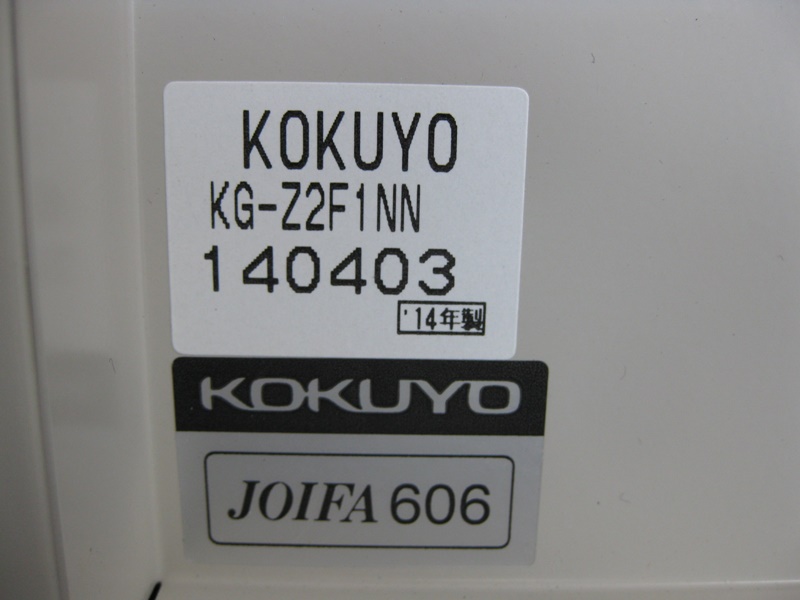 KOKUYO
KG-Z2F1NN
140403
'14年製
KOKUYO
JOIFA 606